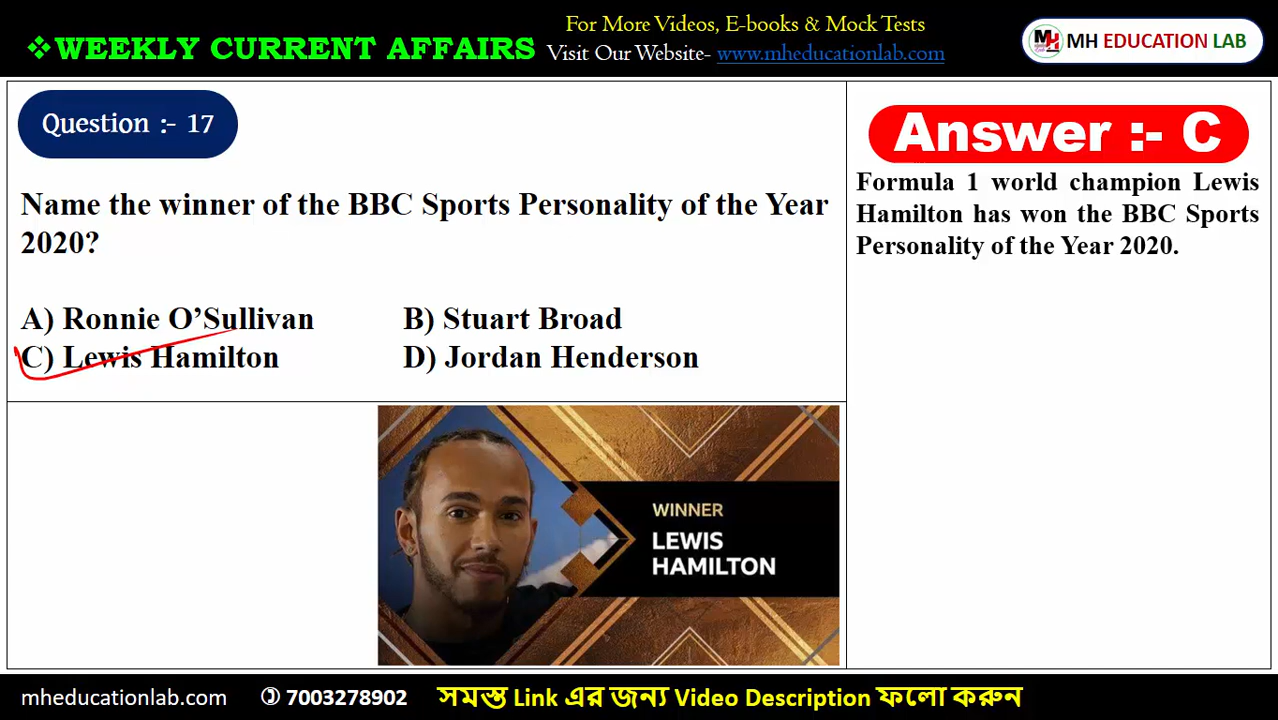 ❖WEEKLY CURRENT AFFAIRS
For More Videos, E-books & Mock Tests
Visit Our Website- www.mheducationlab.com
MH EDUCATION LAB
Question :- 17
Name the winner of the BBC Sports Personality of the Year
2020?
A) Ronnie O’Sullivan B) Stuart Broad
C) Lewis Hamilton D) Jordan Henderson
WINNER
LEWIS
HAMILTON
Answer :- C
Formula 1 world champion Lewis
Hamilton has won the BBC Sports
Personality of the Year 2020.
mheducationlab.com 7003278902 সমস্ত Link এর জন্য Video Description ফলো করুন